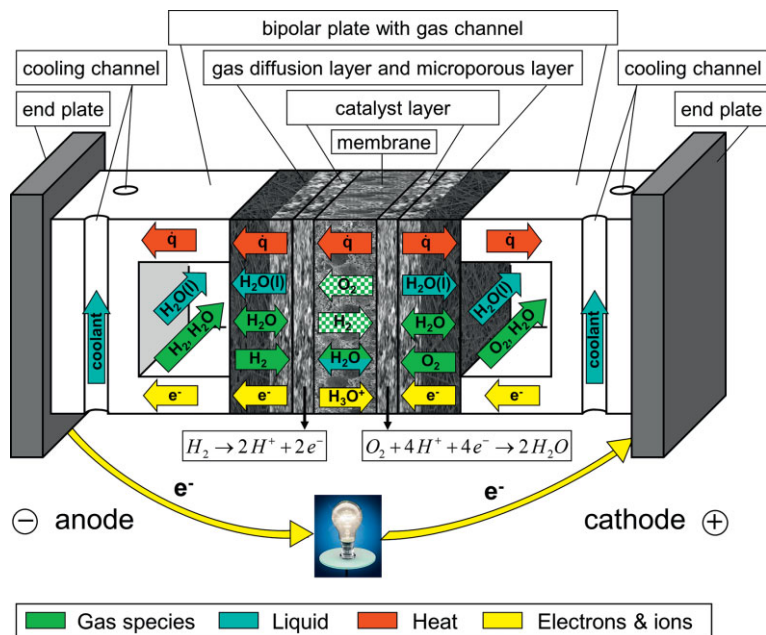 bipolar plate with gas channel
cooling channel
gas diffusion layer and microporous layer
cooling channel
end plate
catalyst layer
end plate
membrane
q̇ q̇ q̇ q̇ q̇
H₂O(l) H₂O(l) O₂ H₂O(l) H₂O(l)
H₂, H₂O H₂O H₂ H₂O O₂, H₂O
coolant H₂ H₂O O₂ coolant
e⁻ e⁻ H₃O⁺ e⁻ e⁻
H₂ → 2H⁺ + 2e⁻
O₂ + 4H⁺ + 4e⁻ → 2H₂O
e⁻ e⁻
⊖ anode
cathode ⊕
Gas species Liquid Heat Electrons & ions